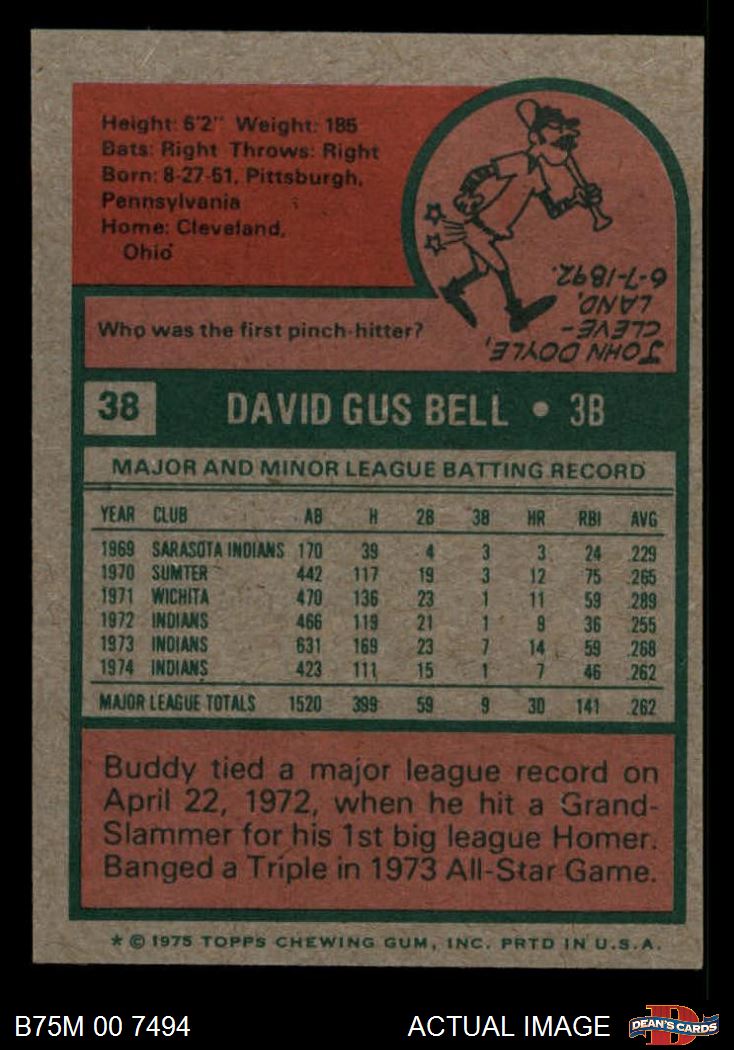 Height: 6'2" Weight: 185
Bats: Right Throws: Right
Born: 8-27-51, Pittsburgh,
Pennsylvania
Home: Cleveland,
Ohio
Who was the first pinch-hitter?
JOHN DOYLE,
CLEVE-
LAND,
6-7-1892.
38 DAVID GUS BELL • 3B
MAJOR AND MINOR LEAGUE BATTING RECORD
YEAR CLUB AB H 2B 3B HR RBI AVG
1969 SARASOTA INDIANS 170 39 4 3 3 24 .229
1970 SUMTER 442 117 19 3 12 75 .265
1971 WICHITA 470 136 23 1 11 59 .289
1972 INDIANS 466 119 21 1 9 36 .255
1973 INDIANS 631 169 23 7 14 59 .268
1974 INDIANS 423 111 15 1 7 46 .262
MAJOR LEAGUE TOTALS 1520 399 59 9 30 141 .262
Buddy tied a major league record on
April 22, 1972, when he hit a Grand-
Slammer for his 1st big league Homer.
Banged a Triple in 1973 All-Star Game.
* © 1975 TOPPS CHEWING GUM, INC. PRTD IN U.S.A.
B75M 00 7494 ACTUAL IMAGE DEAN'S CARDS